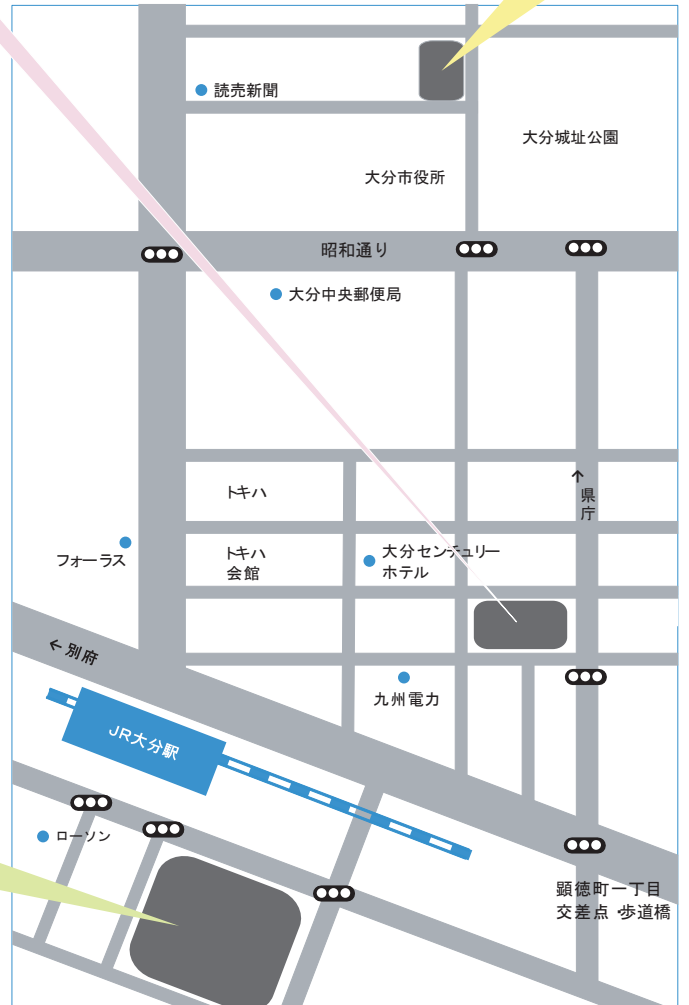 読売新聞
大分城址公園
大分市役所
昭和通り
大分中央郵便局
↑県庁
トキハ
フォーラス
トキハ
会館
大分センチュリー
ホテル
←別府
九州電力
JR大分駅
ローソン
顕徳町一丁目
交差点・歩道橋